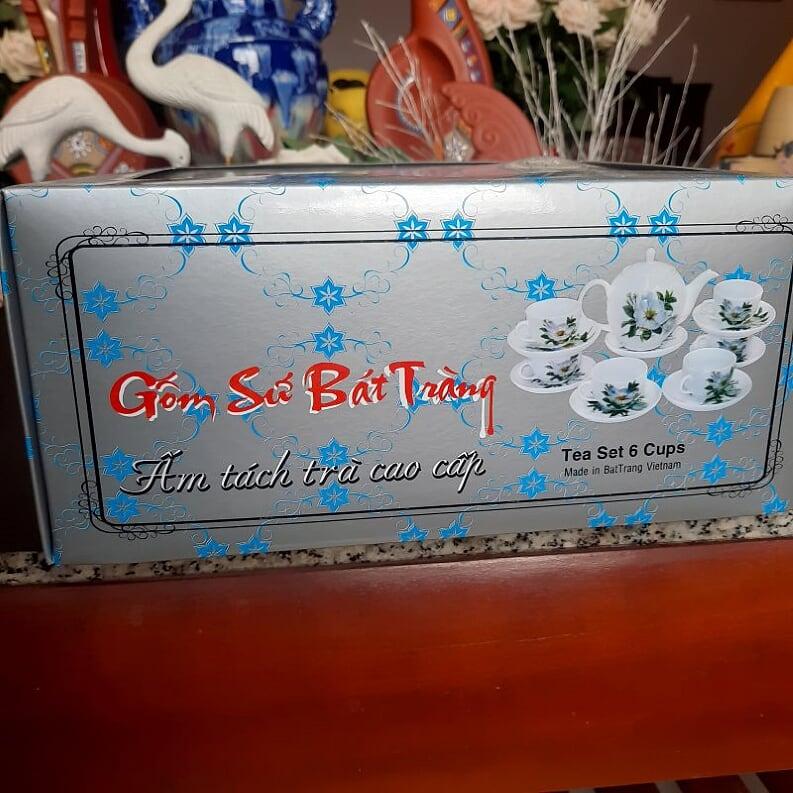 Gốm Sứ Bát Tràng
Ấm tách trà cao cấp
Tea Set 6 Cups
Made in BatTrang Vietnam